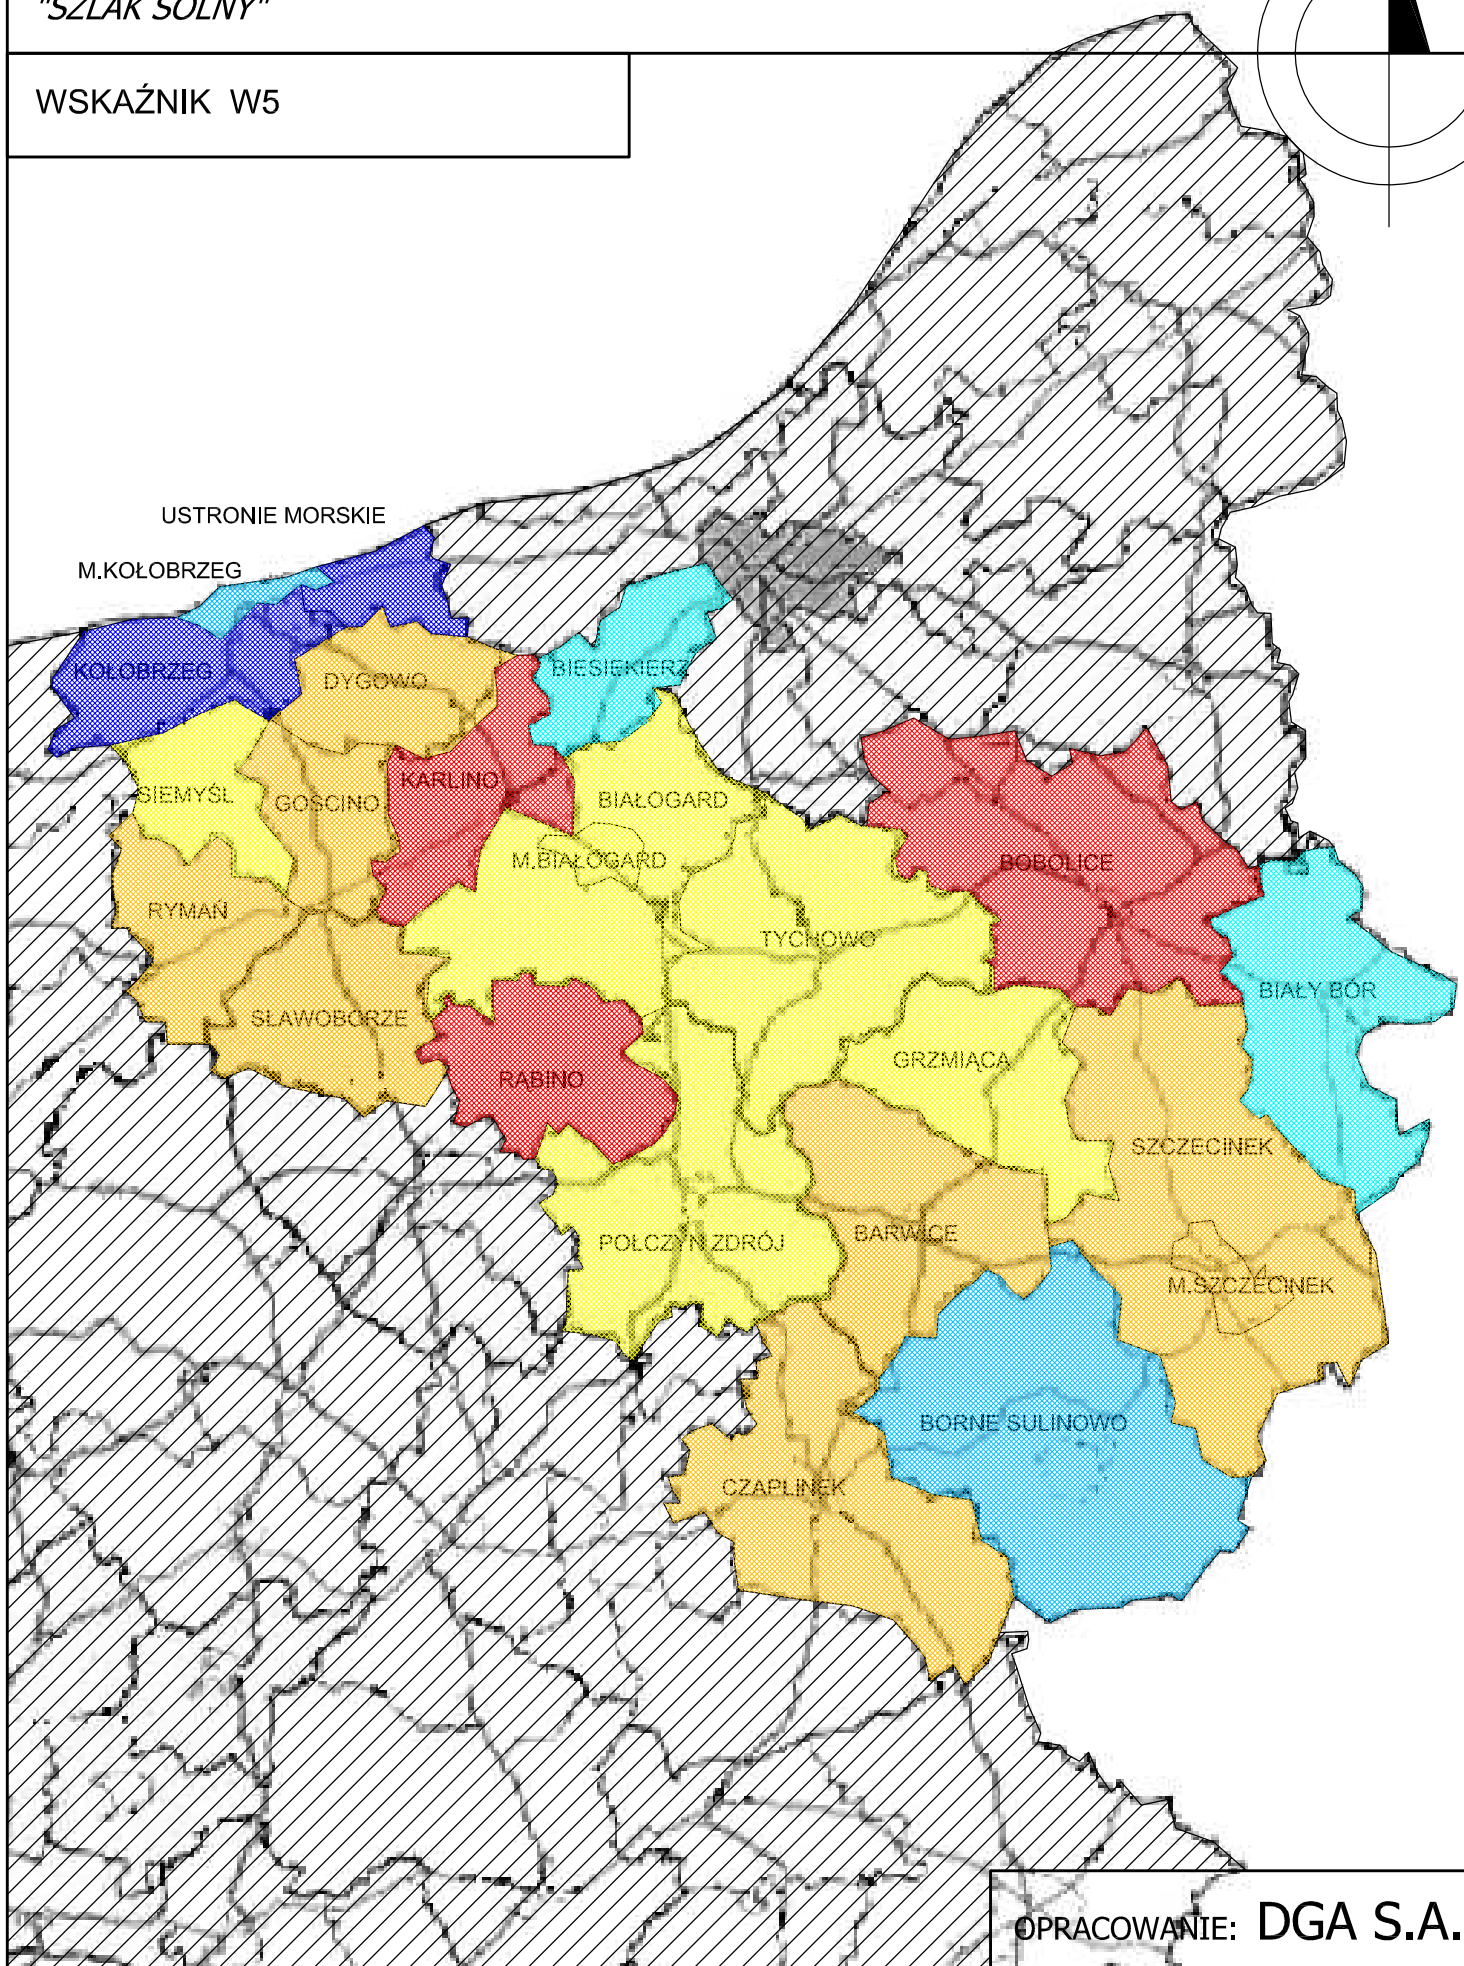 "SZLAK SOLNY"
WSKAŹNIK W5
USTRONIE MORSKIE
M.KOŁOBRZEG
KOŁOBRZEG
DYGOWO
BIESIEKIERZ
SIEMYŚL
GOŚCINO
KARLINO
BIAŁOGARD
M.BIAŁOGARD
BOBOLICE
RYMAŃ
TYCHOWO
SŁAWOBORZE
BIAŁY BÓR
RĄBINO
GRZMIĄCA
SZCZECINEK
POŁCZYN ZDRÓJ
BARWICE
M.SZCZECINEK
BORNE SULINOWO
CZAPLINEK
OPRACOWANIE: DGA S.A.